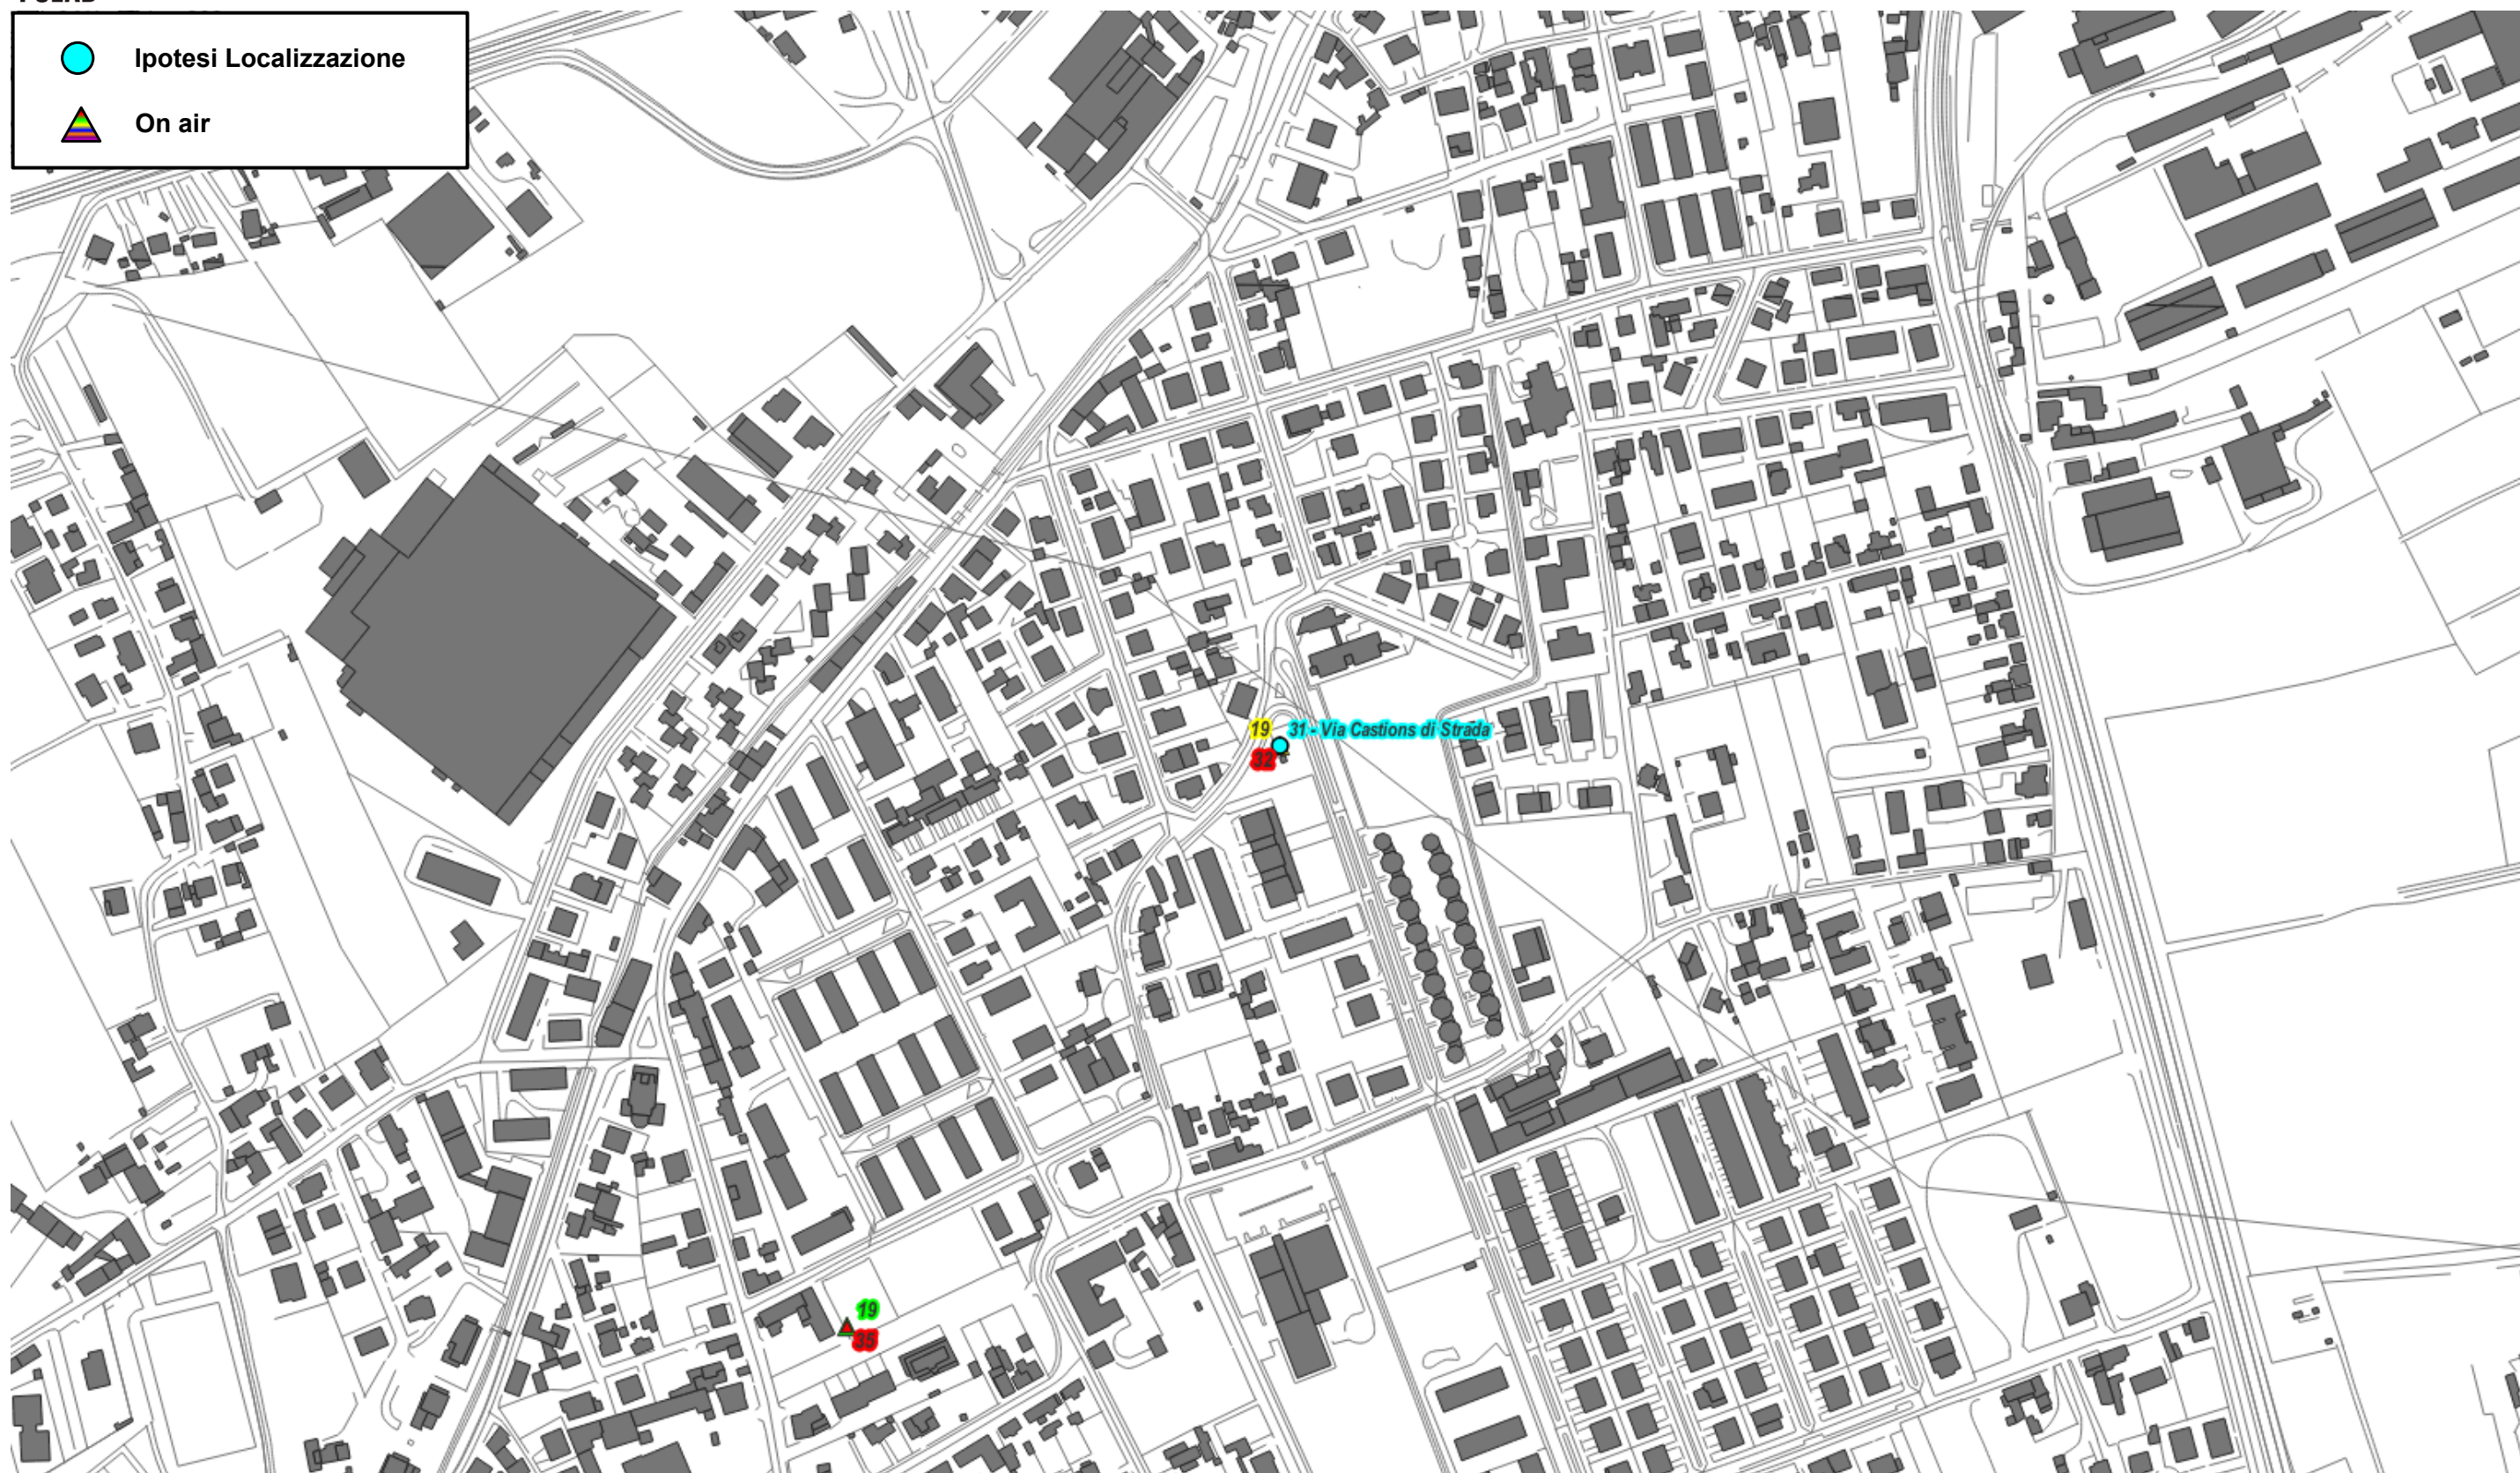 Ipotesi Localizzazione
On air
19
31 - Via Castions di Strada
32
19
35